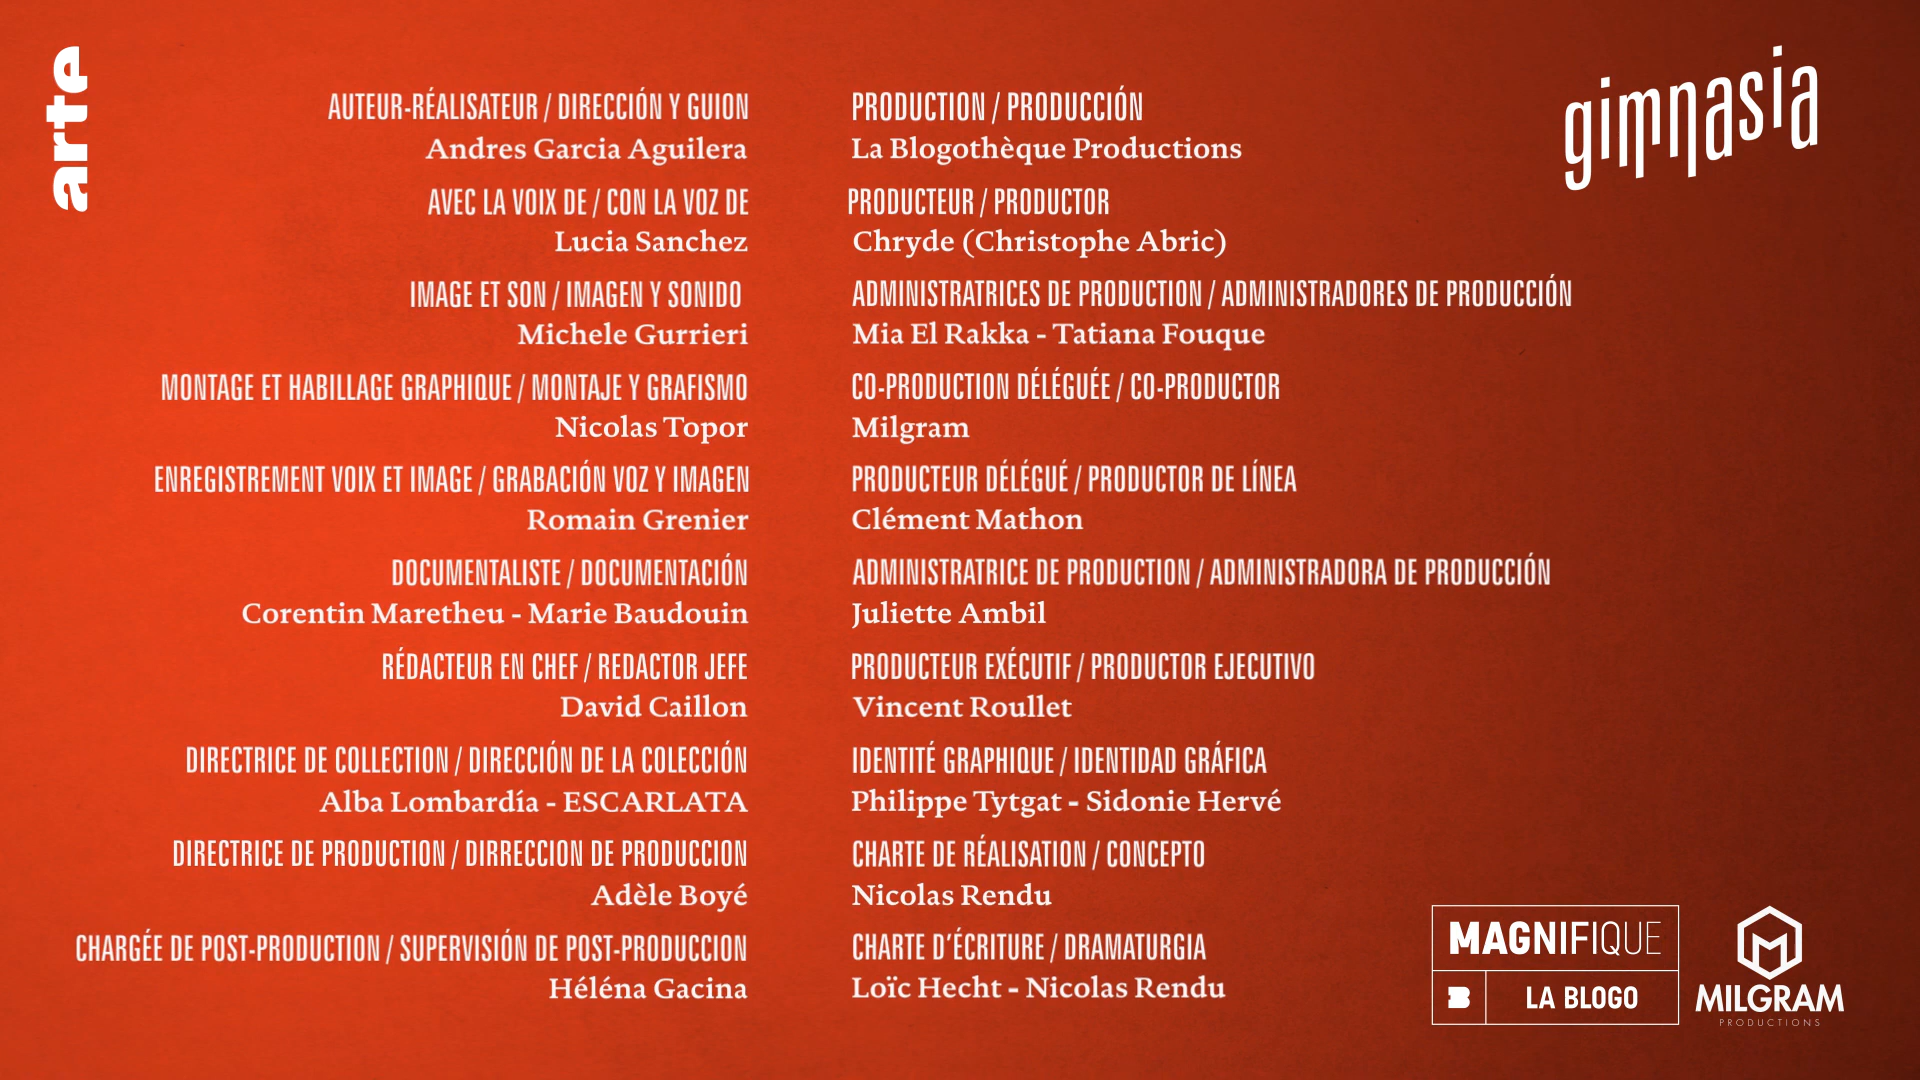 arte
AUTEUR-RÉALISATEUR / DIRECCIÓN Y GUION
Andres Garcia Aguilera
AVEC LA VOIX DE / CON LA VOZ DE
Lucia Sanchez
IMAGE ET SON / IMAGEN Y SONIDO
Michele Gurrieri
MONTAGE ET HABILLAGE GRAPHIQUE / MONTAJE Y GRAFISMO
Nicolas Topor
ENREGISTREMENT VOIX ET IMAGE / GRABACIÓN VOZ Y IMAGEN
Romain Grenier
DOCUMENTALISTE / DOCUMENTACIÓN
Corentin Maretheu - Marie Baudouin
RÉDACTEUR EN CHEF / REDACTOR JEFE
David Caillon
DIRECTRICE DE COLLECTION / DIRECCIÓN DE LA COLECCIÓN
Alba Lombardía - ESCARLATA
DIRECTRICE DE PRODUCTION / DIRRECCION DE PRODUCCION
Adèle Boyé
CHARGÉE DE POST-PRODUCTION / SUPERVISIÓN DE POST-PRODUCCION
Héléna Gacina
PRODUCTION / PRODUCCIÓN
La Blogothèque Productions
PRODUCTEUR / PRODUCTOR
Chryde (Christophe Abric)
ADMINISTRATRICES DE PRODUCTION / ADMINISTRADORES DE PRODUCCIÓN
Mia El Rakka - Tatiana Fouque
CO-PRODUCTION DÉLÉGUÉE / CO-PRODUCTOR
Milgram
PRODUCTEUR DÉLÉGUÉ / PRODUCTOR DE LÍNEA
Clément Mathon
ADMINISTRATRICE DE PRODUCTION / ADMINISTRADORA DE PRODUCCIÓN
Juliette Ambil
PRODUCTEUR EXÉCUTIF / PRODUCTOR EJECUTIVO
Vincent Roullet
IDENTITÉ GRAPHIQUE / IDENTIDAD GRÁFICA
Philippe Tytgat - Sidonie Hervé
CHARTE DE RÉALISATION / CONCEPTO
Nicolas Rendu
CHARTE D'ÉCRITURE / DRAMATURGIA
Loïc Hecht - Nicolas Rendu
gimnasia
MAGNIFIQUE
B LA BLOGO
M
MILGRAM
PRODUCTIONS